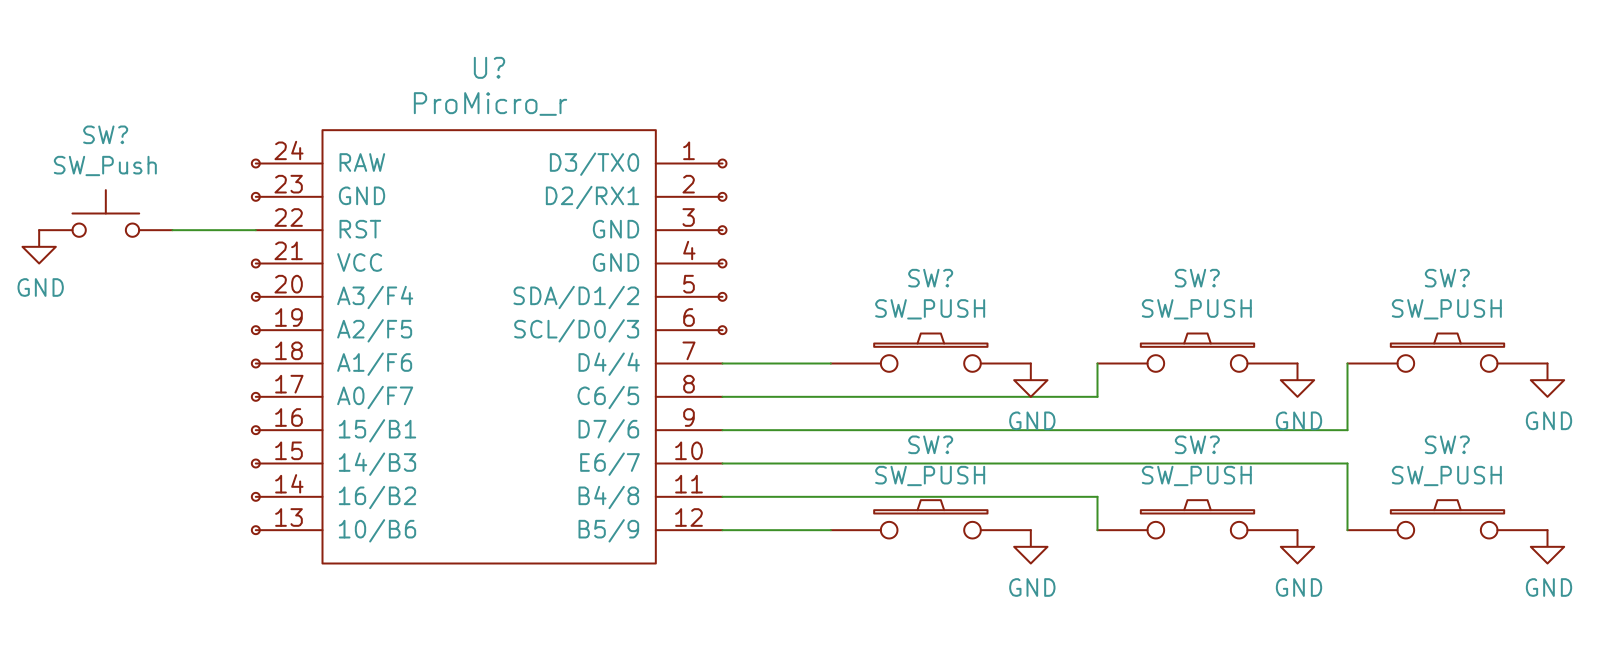 U?
ProMicro_r
SW?
SW_Push
GND
24 RAW D3/TX0 1
23 GND D2/RX1 2
22 RST GND 3
21 VCC GND 4
20 A3/F4 SDA/D1/2 5
19 A2/F5 SCL/D0/3 6
18 A1/F6 D4/4 7
17 A0/F7 C6/5 8
16 15/B1 D7/6 9
15 14/B3 E6/7 10
14 16/B2 B4/8 11
13 10/B6 B5/9 12
SW? SW? SW?
SW_PUSH SW_PUSH SW_PUSH
GND GND GND
SW? SW? SW?
SW_PUSH SW_PUSH SW_PUSH
GND GND GND